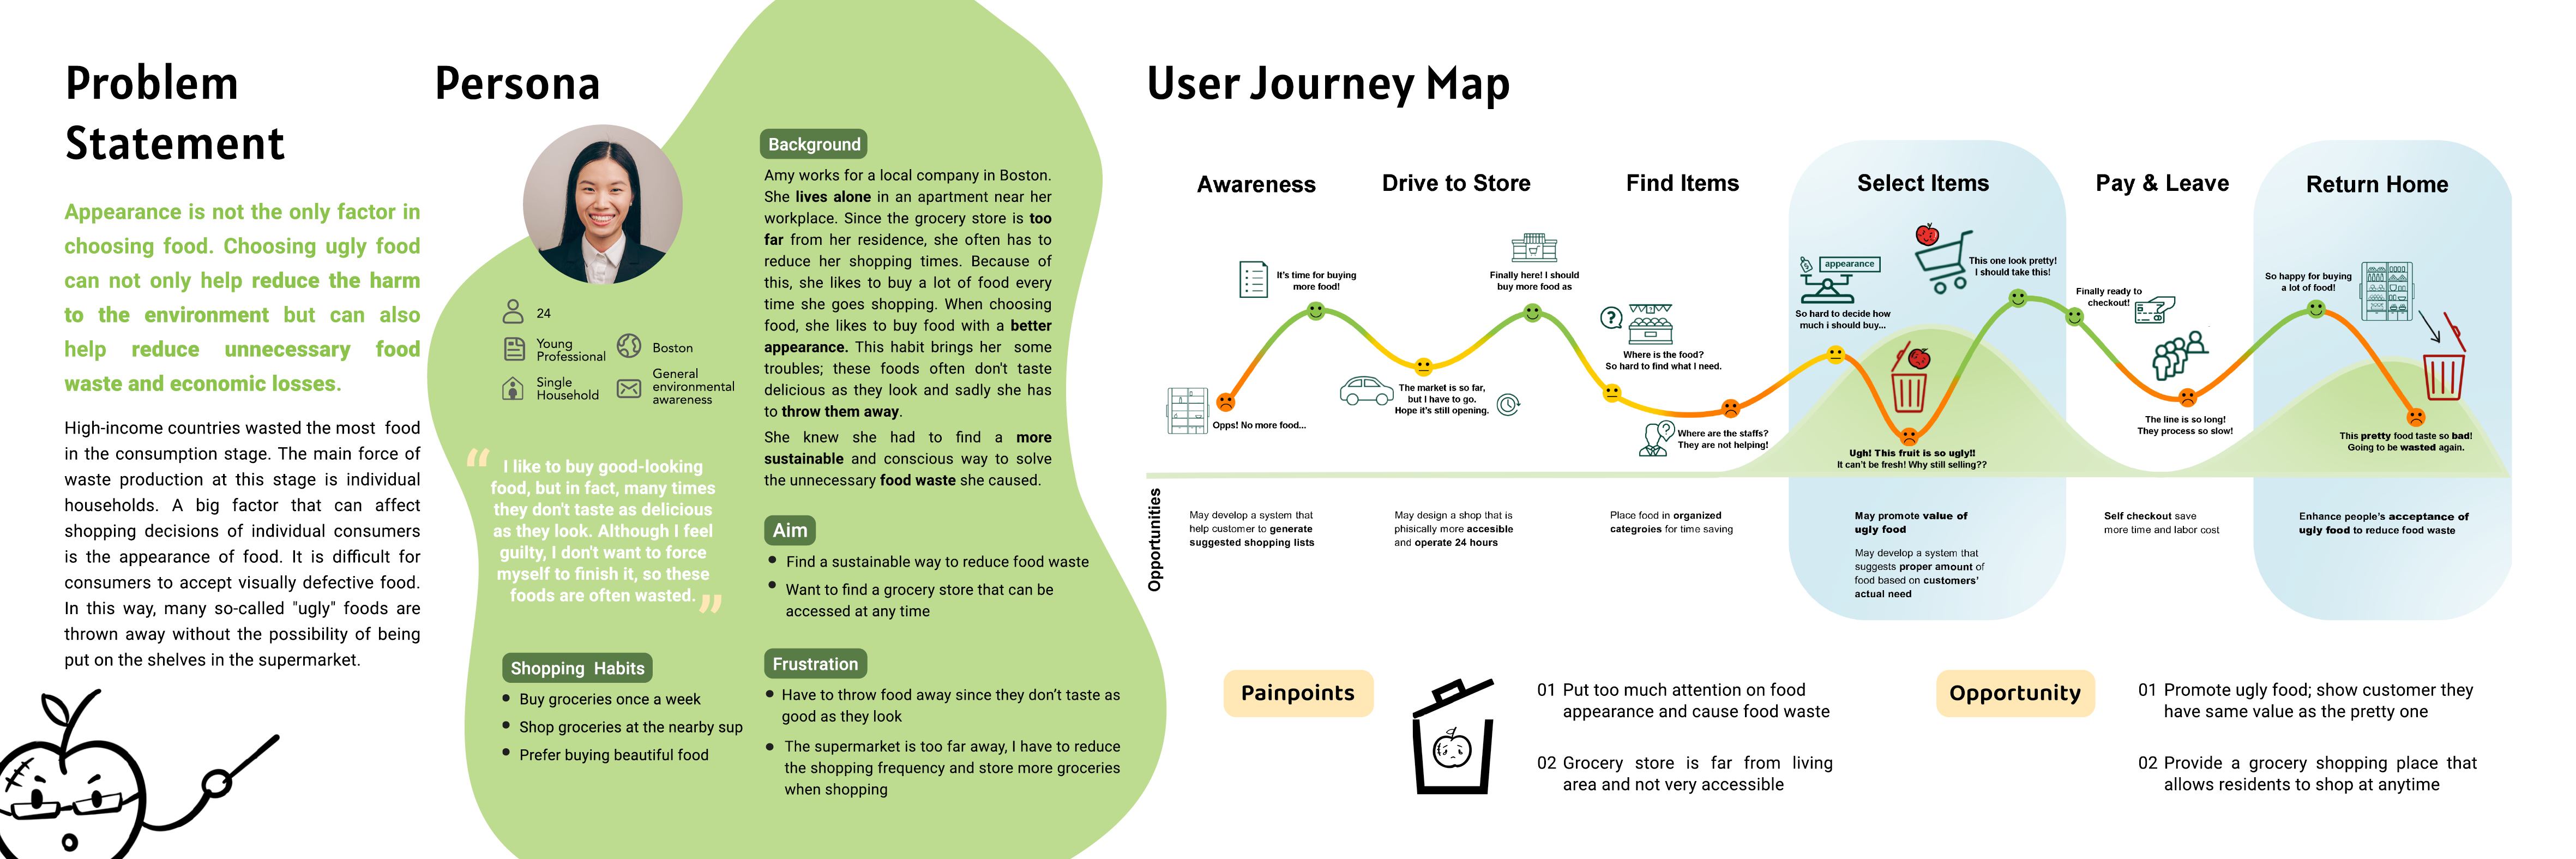 Problem
Statement
Appearance is not the only factor in
choosing food. Choosing ugly food
can not only help reduce the harm
to the environment but can also
help reduce unnecessary food
waste and economic losses.
High-income countries wasted the most food
in the consumption stage. The main force of
waste production at this stage is individual
households. A big factor that can affect
shopping decisions of individual consumers
is the appearance of food. It is difficult for
consumers to accept visually defective food.
In this way, many so-called "ugly" foods are
thrown away without the possibility of being
put on the shelves in the supermarket.
Persona
24
Young
Professional
Boston
Single
Household
General
environmental
awareness
“ I like to buy good-looking
food, but in fact, many times
they don't taste as delicious
as they look. Although I feel
guilty, I don't want to force
myself to finish it, so these
foods are often wasted. ”
Shopping Habits
• Buy groceries once a week
• Shop groceries at the nearby sup
• Prefer buying beautiful food
Background
Amy works for a local company in Boston.
She lives alone in an apartment near her
workplace. Since the grocery store is too
far from her residence, she often has to
reduce her shopping times. Because of
this, she likes to buy a lot of food every
time she goes shopping. When choosing
food, she likes to buy food with a better
appearance. This habit brings her some
troubles; these foods often don't taste
delicious as they look and sadly she has
to throw them away.
She knew she had to find a more
sustainable and conscious way to solve
the unnecessary food waste she caused.
Aim
• Find a sustainable way to reduce food waste
• Want to find a grocery store that can be
accessed at any time
Frustration
• Have to throw food away since they don’t taste as
good as they look
• The supermarket is too far away, I have to reduce
the shopping frequency and store more groceries
when shopping
User Journey Map
Awareness
Opps! No more food...
It’s time for buying
more food!
Drive to Store
The market is so far,
but I have to go.
Hope it’s still opening.
Finally here! I should
buy more food as
Find Items
?
Where is the food?
So hard to find what I need.
?
Where are the staffs?
They are not helping!
Select Items
$
appearance
So hard to decide how
much i should buy...
Ugh! This fruit is so ugly!!
It can’t be fresh! Why still selling??
This one look pretty!
I should take this!
Pay & Leave
Finally ready to
checkout!
The line is so long!
They process so slow!
Return Home
So happy for buying
a lot of food!
This pretty food taste so bad!
Going to be wasted again.
Opportunities
May develop a system that
help customer to generate
suggested shopping lists
May design a shop that is
phisically more accesible
and operate 24 hours
Place food in organized
categroies for time saving
May promote value of
ugly food
May develop a system that
suggests proper amount of
food based on customers’
actual need
Self checkout save
more time and labor cost
Enhance people’s acceptance of
ugly food to reduce food waste
Painpoints
01 Put too much attention on food
appearance and cause food waste
02 Grocery store is far from living
area and not very accessible
Opportunity
01 Promote ugly food; show customer they
have same value as the pretty one
02 Provide a grocery shopping place that
allows residents to shop at anytime